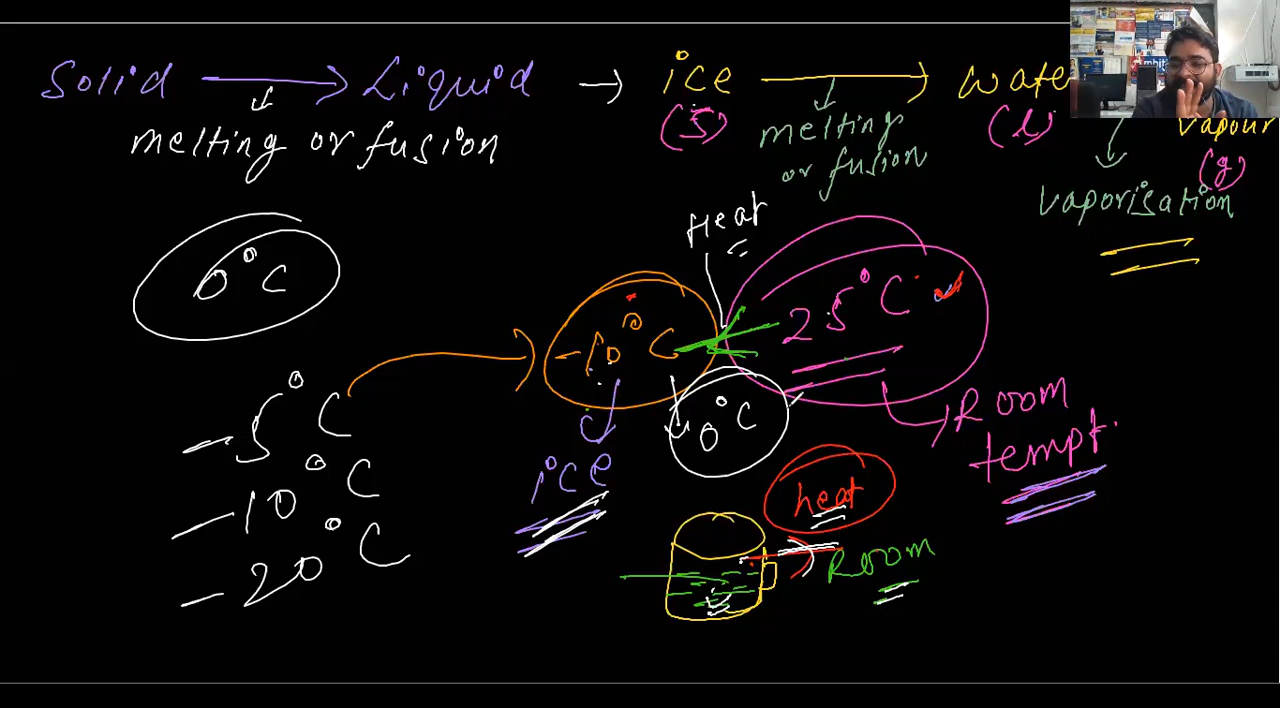 Solid → Liquid → ice → wate
(S) (l) vapour
melting or fusion melting
or fusion (g)
vaporisation
Heat
0°C
25°C
-10°C
-5°C 0°C Room
tempt.
ice heat
-10°C
Room
-20°C